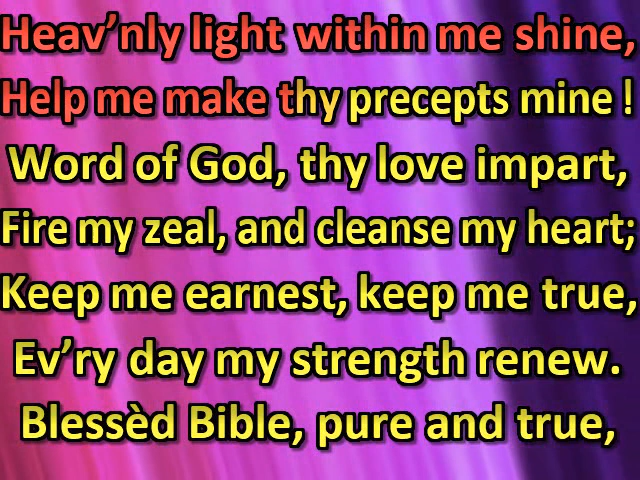 Heav’nly light within me shine,
Help me make thy precepts mine !
Word of God, thy love impart,
Fire my zeal, and cleanse my heart;
Keep me earnest, keep me true,
Ev’ry day my strength renew.
Blessèd Bible, pure and true,